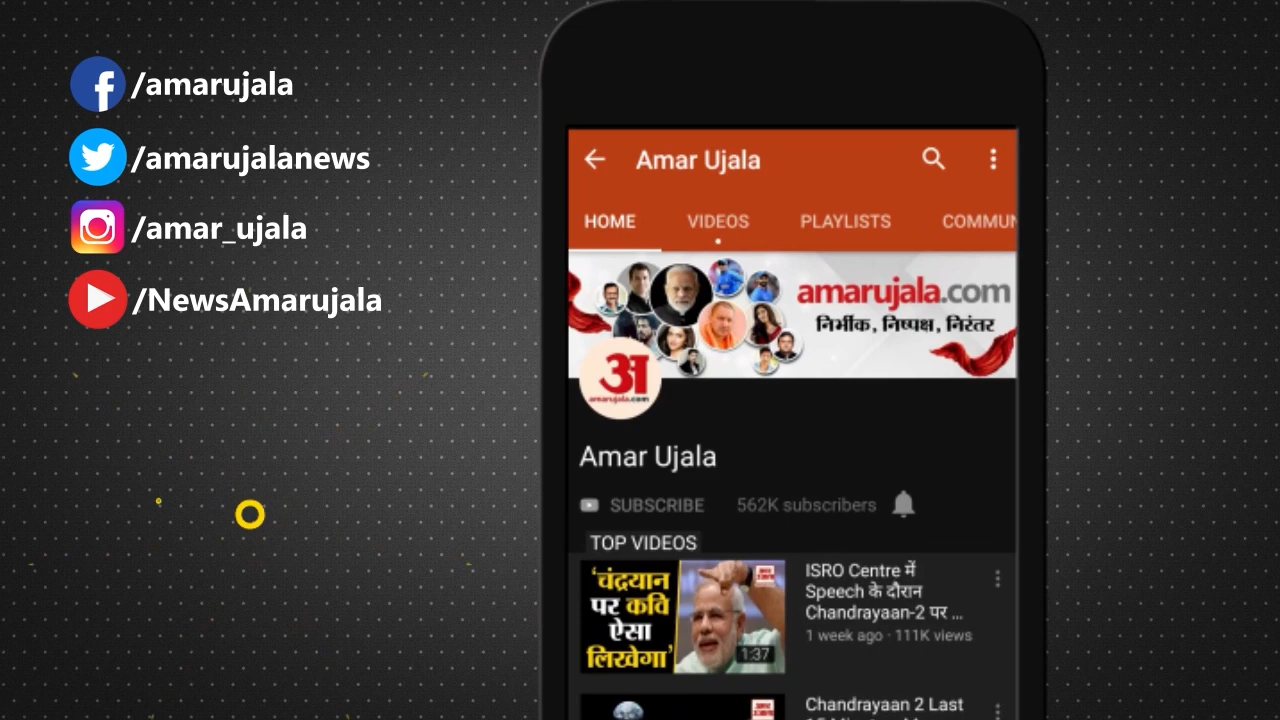 /amarujala
/amarujalanews
/amar_ujala
/NewsAmarujala
Amar Ujala
HOME VIDEOS PLAYLISTS COMMUN
amarujala.com
निर्भीक, निष्पक्ष, निरंतर
अ
amarujala.com
Amar Ujala
SUBSCRIBE 562K subscribers
TOP VIDEOS
'चंद्रयान
पर कवि
ऐसा
लिखेगा'
1:37
ISRO Centre में
Speech के दौरान
Chandrayaan-2 पर ...
1 week ago · 111K views
Chandrayaan 2 Last